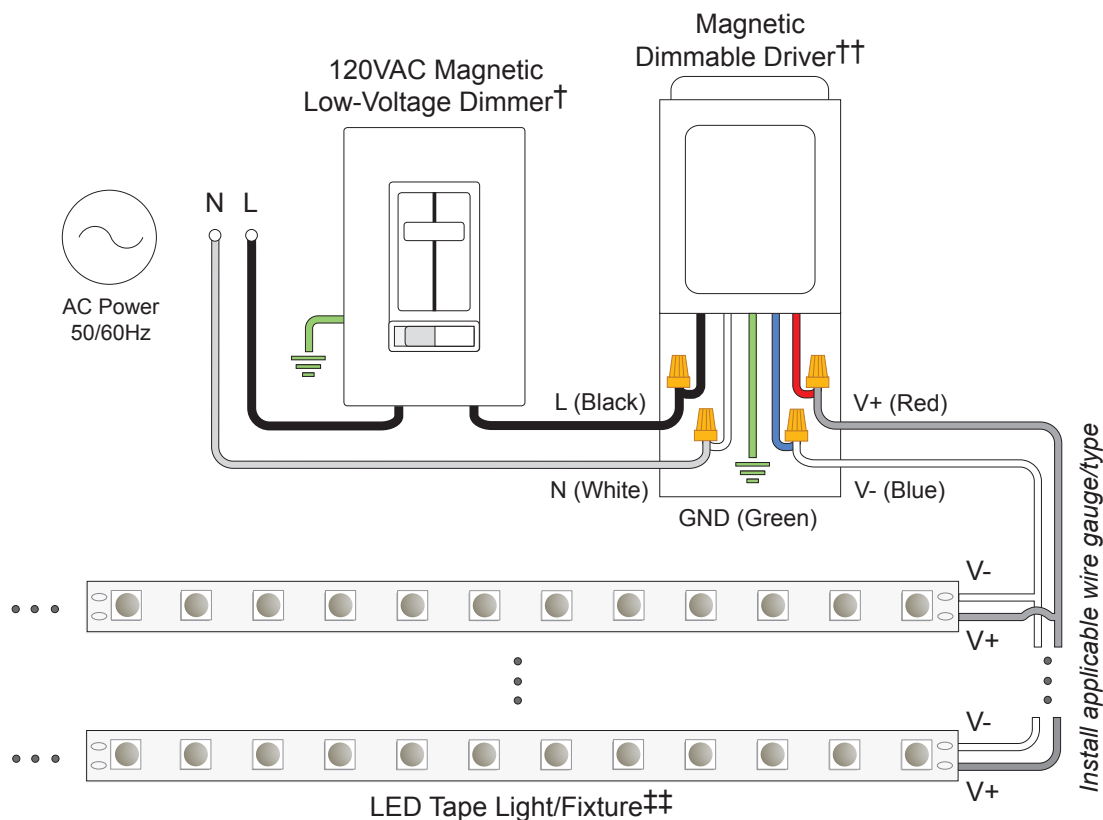 Magnetic
Dimmable Driver††
120VAC Magnetic
Low-Voltage Dimmer†
N L
AC Power
50/60Hz
L (Black)
V+ (Red)
N (White)
V- (Blue)
GND (Green)
Install applicable wire gauge/type
V-
V+
V-
V+
LED Tape Light/Fixture‡‡